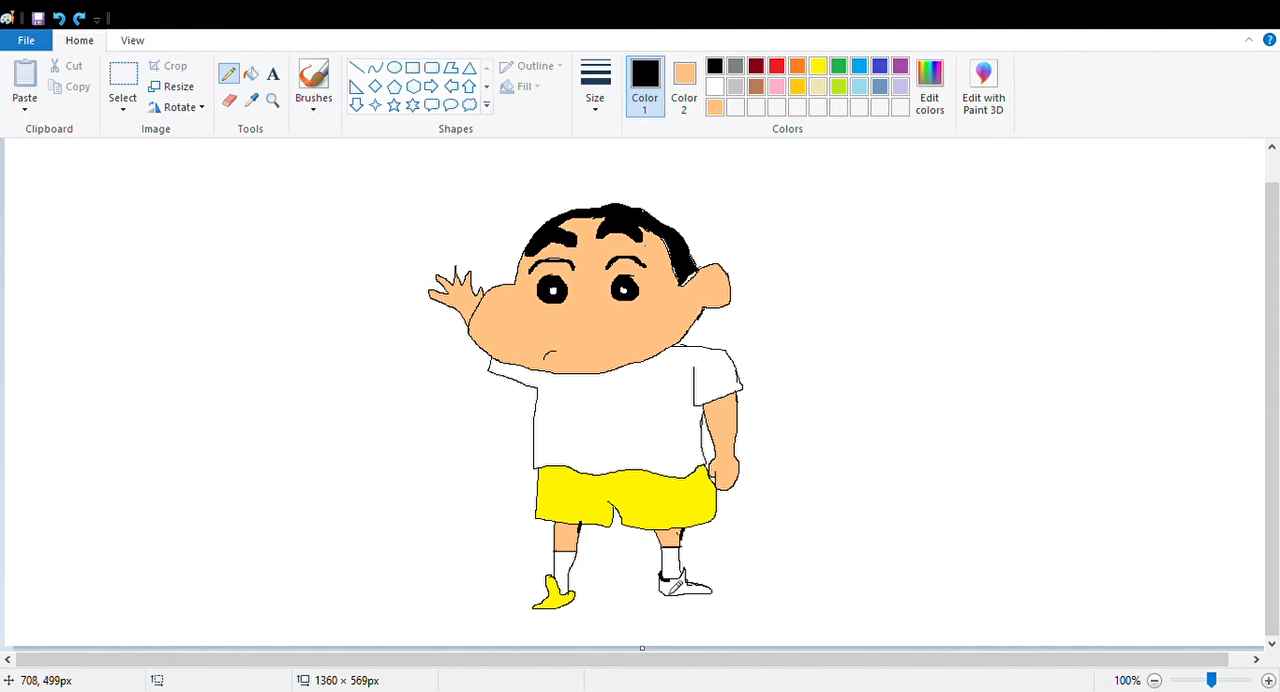 File Home View
Paste
Cut
Copy
Clipboard
Select
Crop
Resize
Rotate
Image
A
Tools
Brushes
Shapes
Outline
Fill
Size
Color 1
Color 2
Colors
Edit colors
Edit with Paint 3D
?
708, 499px
1360 × 569px
100%